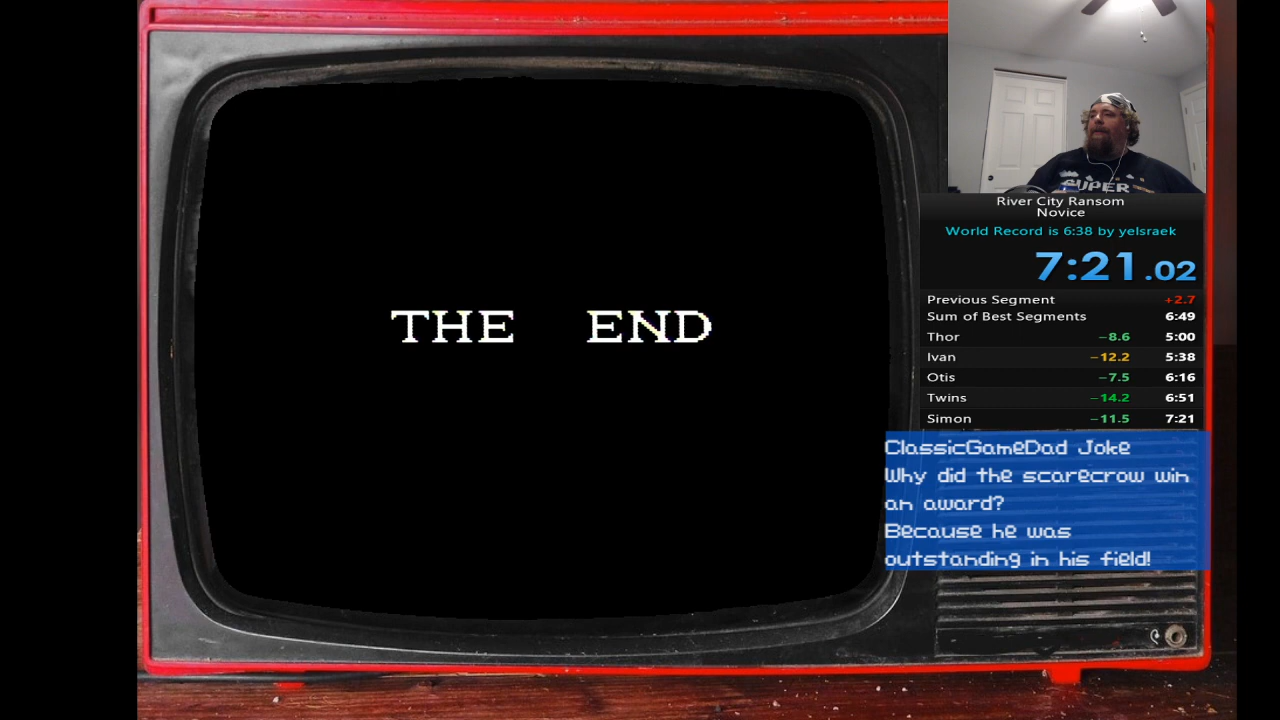 THE END
SUPER
River City Ransom
Novice
World Record is 6:38 by yelsraek
7:21.02
Previous Segment +2.7
Sum of Best Segments 6:49
Thor −8.6 5:00
Ivan −12.2 5:38
Otis −7.5 6:16
Twins −14.2 6:51
Simon −11.5 7:21
ClassicGameDad Joke
Why did the scarecrow win
an award?
Because he was
outstanding in his field!